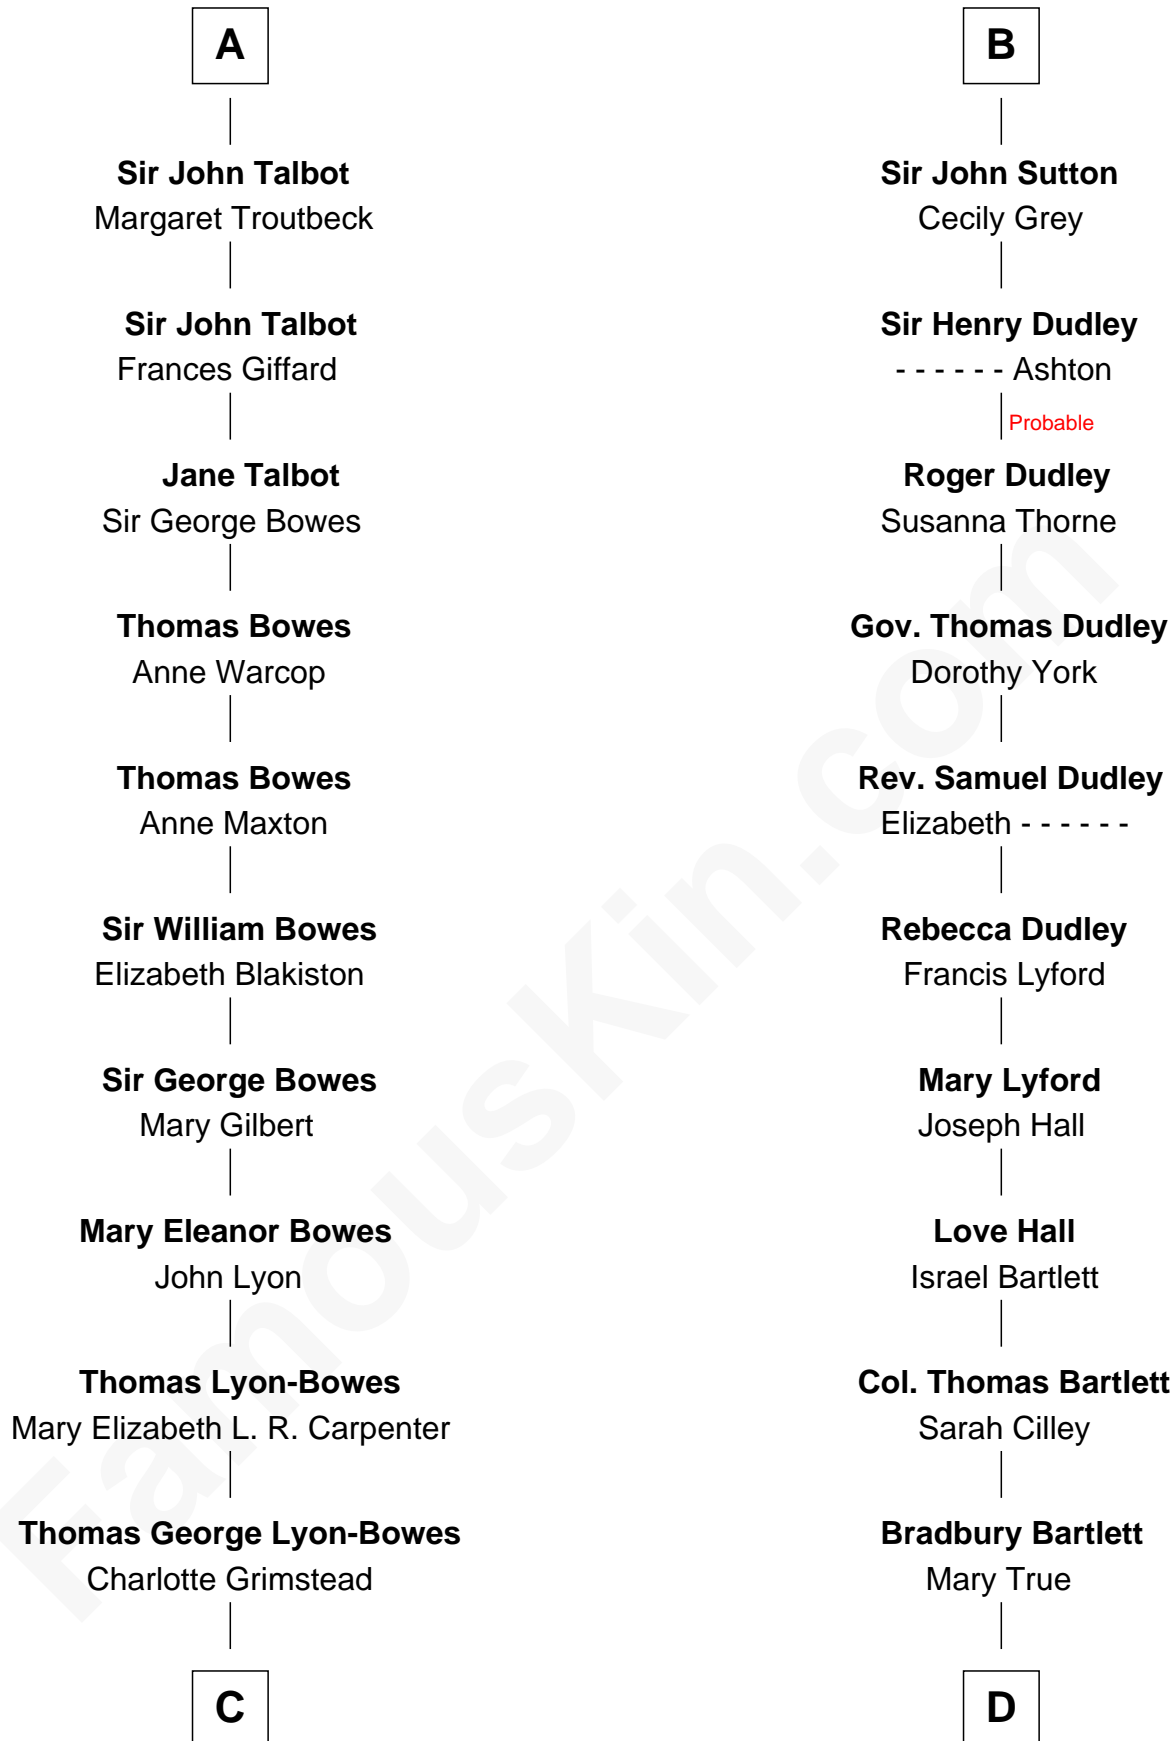 A
Sir John Talbot
Margaret Troutbeck
Sir John Talbot
Frances Giffard
Jane Talbot
Sir George Bowes
Thomas Bowes
Anne Warcop
Thomas Bowes
Anne Maxton
Sir William Bowes
Elizabeth Blakiston
Sir George Bowes
Mary Gilbert
Mary Eleanor Bowes
John Lyon
Thomas Lyon-Bowes
Mary Elizabeth L. R. Carpenter
Thomas George Lyon-Bowes
Charlotte Grimstead
C
B
Sir John Sutton
Cecily Grey
Sir Henry Dudley
- - - - - - Ashton
Probable
Roger Dudley
Susanna Thorne
Gov. Thomas Dudley
Dorothy York
Rev. Samuel Dudley
Elizabeth - - - - - -
Rebecca Dudley
Francis Lyford
Mary Lyford
Joseph Hall
Love Hall
Israel Bartlett
Col. Thomas Bartlett
Sarah Cilley
Bradbury Bartlett
Mary True
D
FamousKin.com